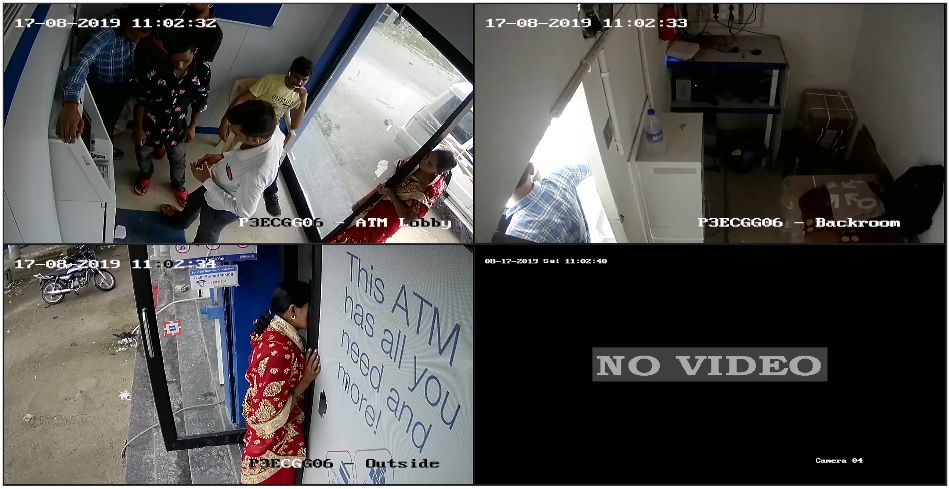 17-08-2019 11:02:32
P3ECGG06 - ATM Lobby
17-08-2019 11:02:33
P3ECGG06 - Backroom
17-08-2019 11:02:34
This ATM
has all you
need and
more!
P3ECGG06 - Outside
08-17-2019 Sat 11:02:40
NO VIDEO
Camera 04